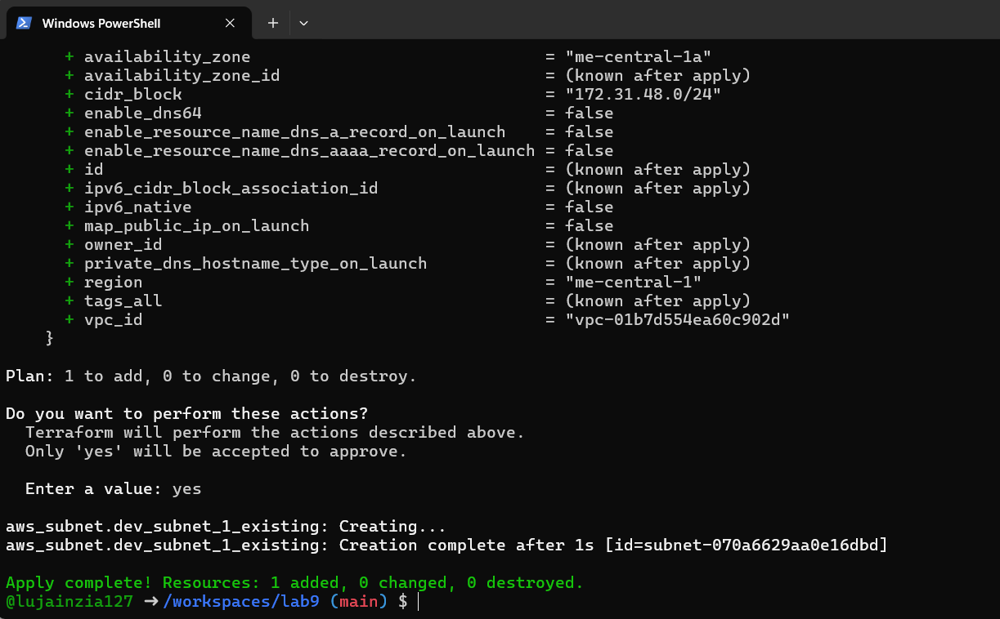 Windows PowerShell
+ availability_zone = "me-central-1a"
+ availability_zone_id = (known after apply)
+ cidr_block = "172.31.48.0/24"
+ enable_dns64 = false
+ enable_resource_name_dns_a_record_on_launch = false
+ enable_resource_name_dns_aaaa_record_on_launch = false
+ id = (known after apply)
+ ipv6_cidr_block_association_id = (known after apply)
+ ipv6_native = false
+ map_public_ip_on_launch = false
+ owner_id = (known after apply)
+ private_dns_hostname_type_on_launch = (known after apply)
+ region = "me-central-1"
+ tags_all = (known after apply)
+ vpc_id = "vpc-01b7d554ea60c902d"
}
Plan: 1 to add, 0 to change, 0 to destroy.
Do you want to perform these actions?
Terraform will perform the actions described above.
Only 'yes' will be accepted to approve.
Enter a value: yes
aws_subnet.dev_subnet_1_existing: Creating...
aws_subnet.dev_subnet_1_existing: Creation complete after 1s [id=subnet-070a6629aa0e16dbd]
Apply complete! Resources: 1 added, 0 changed, 0 destroyed.
@lujainzia127 ➜ /workspaces/lab9 (main) $